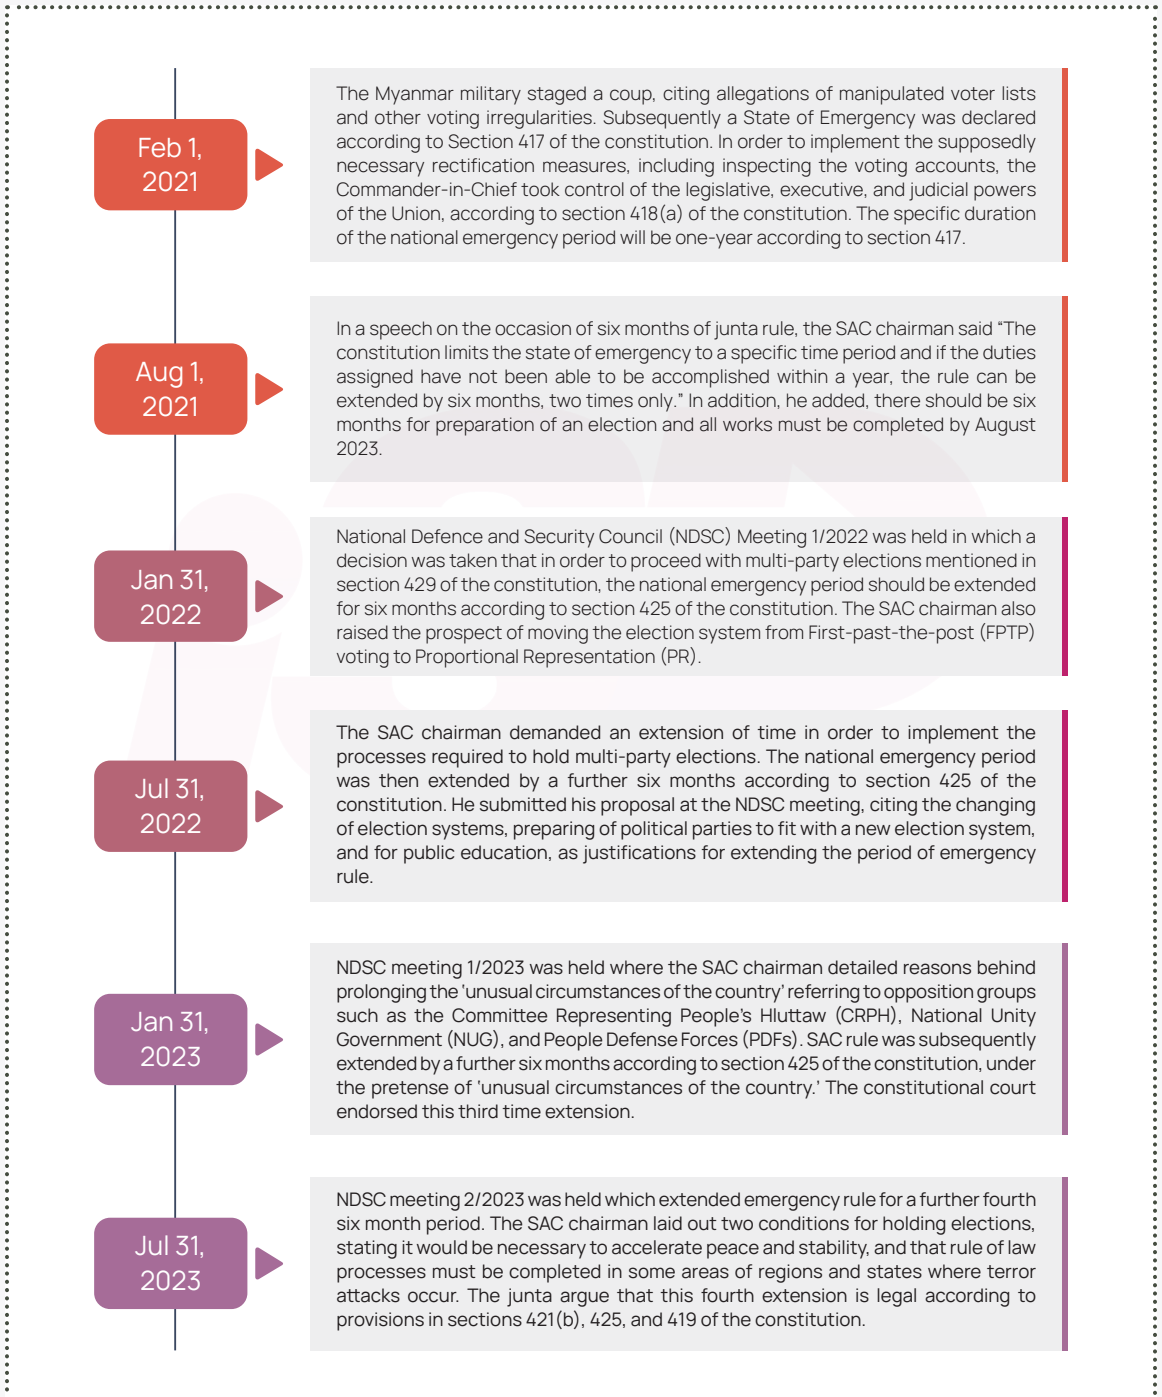 Feb 1,
2021
The Myanmar military staged a coup, citing allegations of manipulated voter lists
and other voting irregularities. Subsequently a State of Emergency was declared
according to Section 417 of the constitution. In order to implement the supposedly
necessary rectification measures, including inspecting the voting accounts, the
Commander-in-Chief took control of the legislative, executive, and judicial powers
of the Union, according to section 418(a) of the constitution. The specific duration
of the national emergency period will be one-year according to section 417.
Aug 1,
2021
In a speech on the occasion of six months of junta rule, the SAC chairman said “The
constitution limits the state of emergency to a specific time period and if the duties
assigned have not been able to be accomplished within a year, the rule can be
extended by six months, two times only.” In addition, he added, there should be six
months for preparation of an election and all works must be completed by August
2023.
Jan 31,
2022
National Defence and Security Council (NDSC) Meeting 1/2022 was held in which a
decision was taken that in order to proceed with multi-party elections mentioned in
section 429 of the constitution, the national emergency period should be extended
for six months according to section 425 of the constitution. The SAC chairman also
raised the prospect of moving the election system from First-past-the-post (FPTP)
voting to Proportional Representation (PR).
Jul 31,
2022
The SAC chairman demanded an extension of time in order to implement the
processes required to hold multi-party elections. The national emergency period
was then extended by a further six months according to section 425 of the
constitution. He submitted his proposal at the NDSC meeting, citing the changing
of election systems, preparing of political parties to fit with a new election system,
and for public education, as justifications for extending the period of emergency
rule.
Jan 31,
2023
NDSC meeting 1/2023 was held where the SAC chairman detailed reasons behind
prolonging the ‘unusual circumstances of the country’ referring to opposition groups
such as the Committee Representing People’s Hluttaw (CRPH), National Unity
Government (NUG), and People Defense Forces (PDFs). SAC rule was subsequently
extended by a further six months according to section 425 of the constitution, under
the pretense of ‘unusual circumstances of the country.’ The constitutional court
endorsed this third time extension.
Jul 31,
2023
NDSC meeting 2/2023 was held which extended emergency rule for a further fourth
six month period. The SAC chairman laid out two conditions for holding elections,
stating it would be necessary to accelerate peace and stability, and that rule of law
processes must be completed in some areas of regions and states where terror
attacks occur. The junta argue that this fourth extension is legal according to
provisions in sections 421(b), 425, and 419 of the constitution.